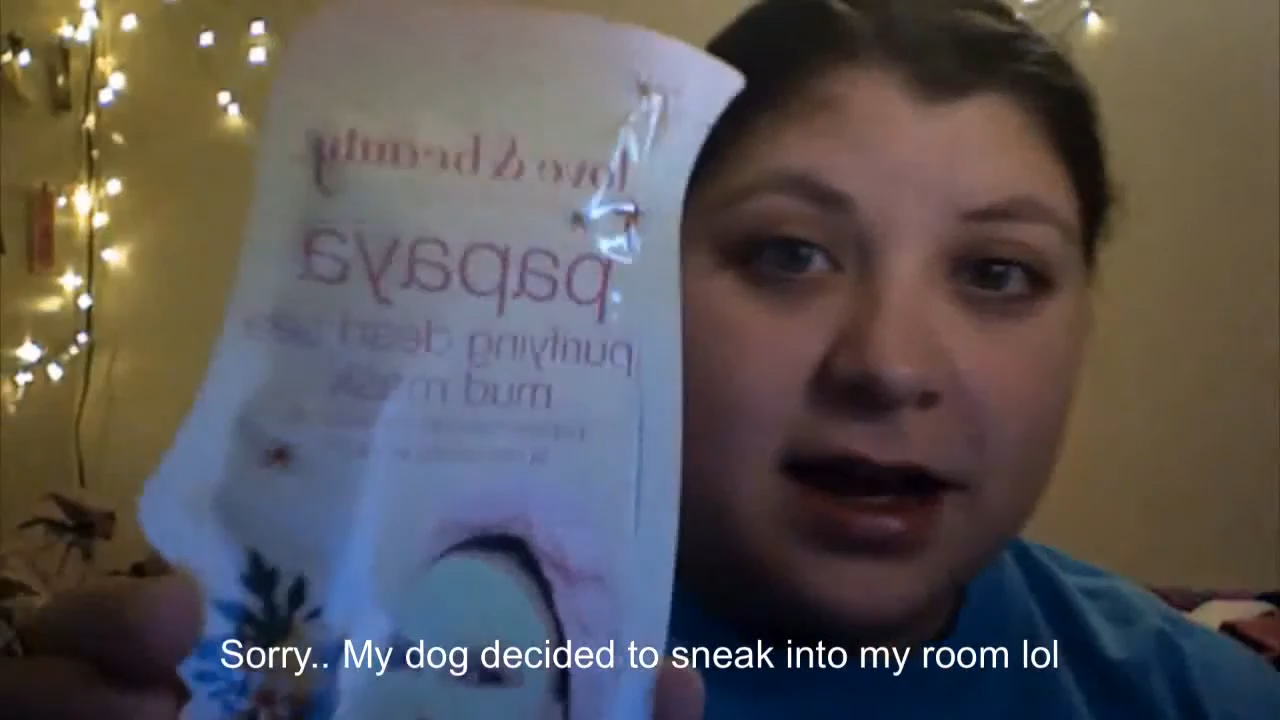 love & beauty
papaya
purifying dead sea
mud mask
Sorry.. My dog decided to sneak into my room lol